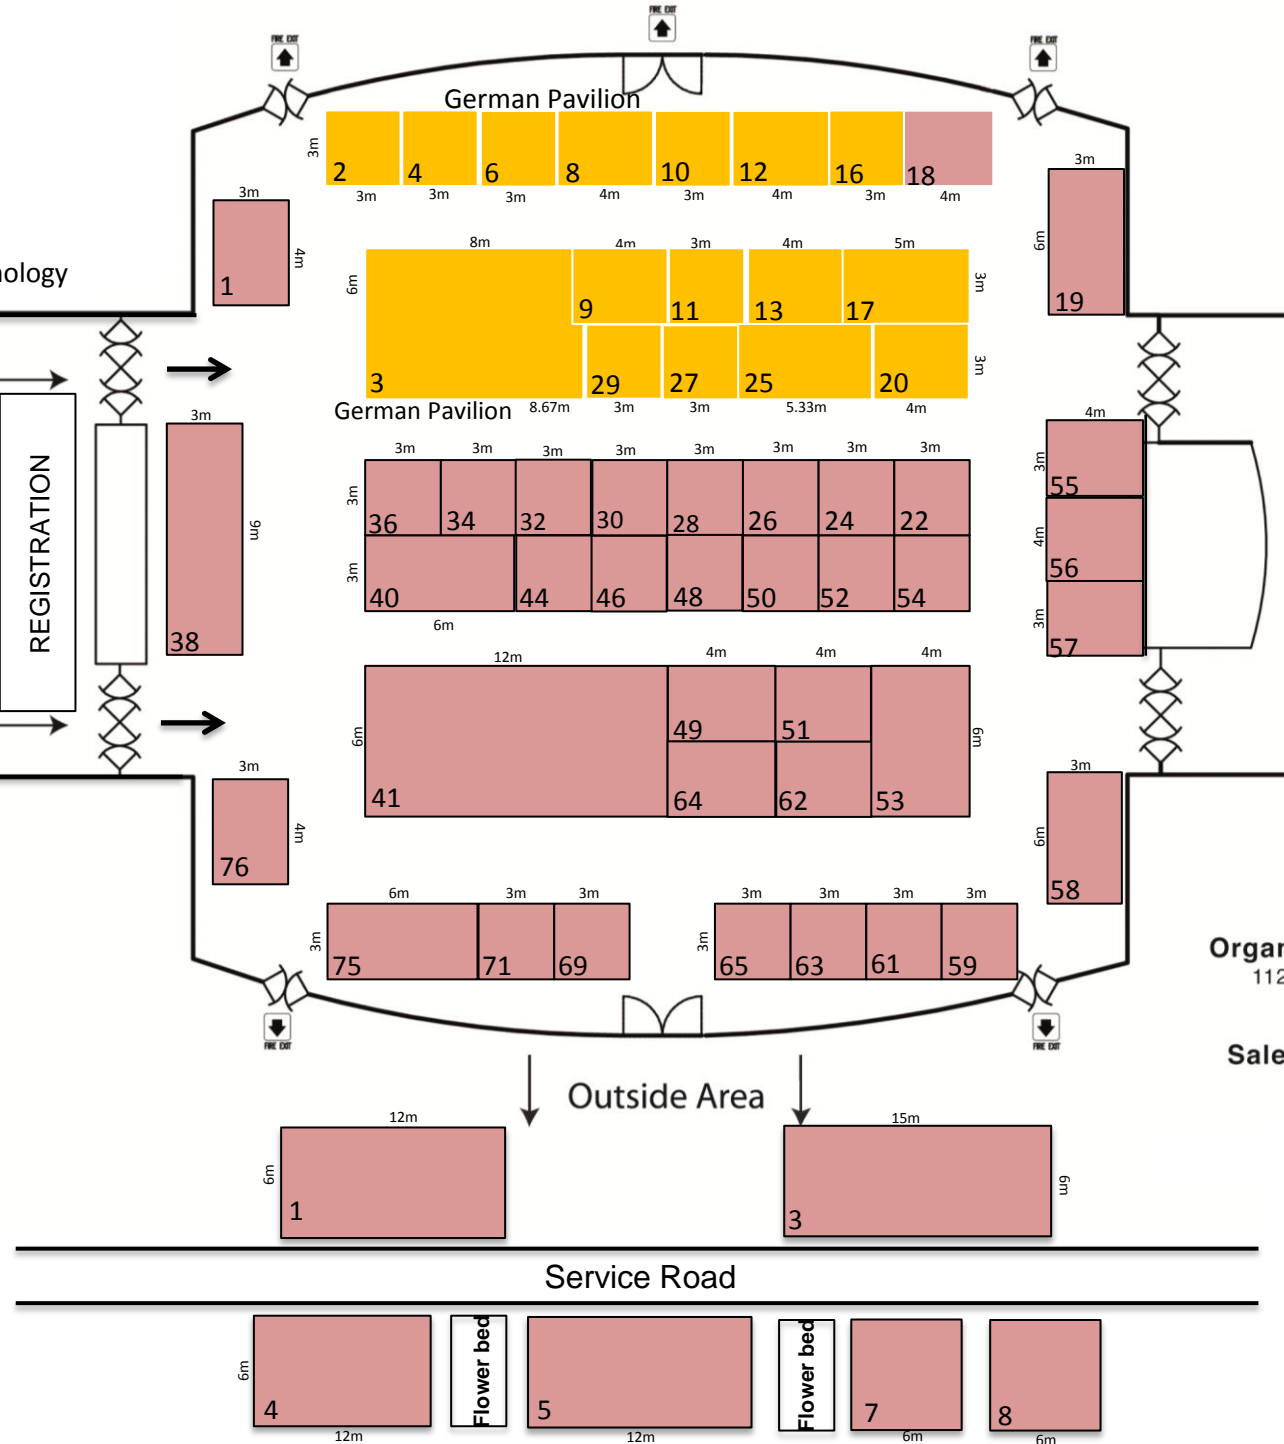 FIRE EXIT
FIRE EXIT
FIRE EXIT
German Pavilion
3m
2
4
6
8
10
12
16
18
3m
3m
3m
4m
3m
4m
3m
4m
3m
4m
1
3m
6m
19
nology
8m
4m
3m
4m
5m
6m
3m
9
11
13
17
3m
3
29
27
25
20
German Pavilion
8.67m
3m
3m
5.33m
4m
REGISTRATION
3m
9m
38
3m
3m
3m
3m
3m
3m
3m
3m
3m
36
34
32
30
28
26
24
22
3m
40
44
46
48
50
52
54
6m
4m
3m
55
4m
56
3m
57
12m
4m
4m
4m
6m
6m
49
51
41
64
62
53
3m
4m
76
3m
6m
58
6m
3m
3m
3m
75
71
69
3m
3m
3m
3m
3m
65
63
61
59
Organ
112
Sale
FIRE EXIT
FIRE EXIT
Outside Area
12m
6m
1
15m
6m
3
Service Road
6m
4
12m
Flower bed
5
12m
Flower bed
7
6m
8
6m